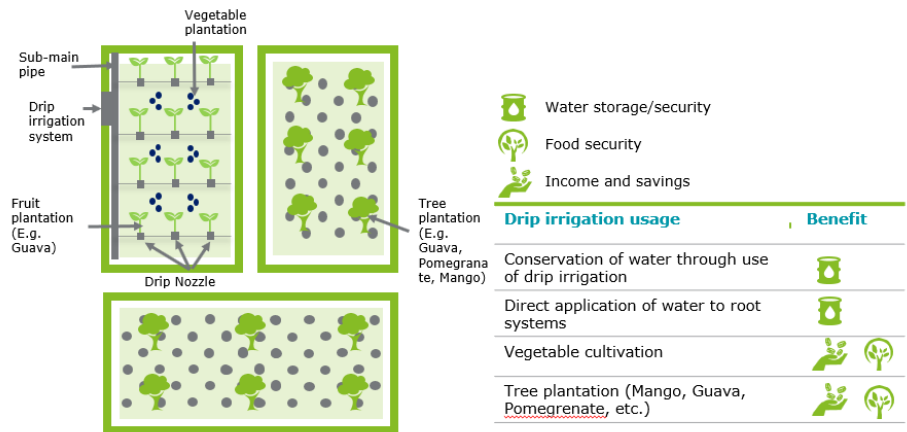 Vegetable
plantation
Sub-main
pipe
Drip
irrigation
system
Fruit
plantation
(E.g.
Guava)
Drip Nozzle
Tree
plantation
(E.g.
Guava,
Pomegrana
te, Mango)
Water storage/security
Food security
Income and savings
Drip irrigation usage Benefit
Conservation of water through use
of drip irrigation
Direct application of water to root
systems
Vegetable cultivation
Tree plantation (Mango, Guava,
Pomegrenate, etc.)